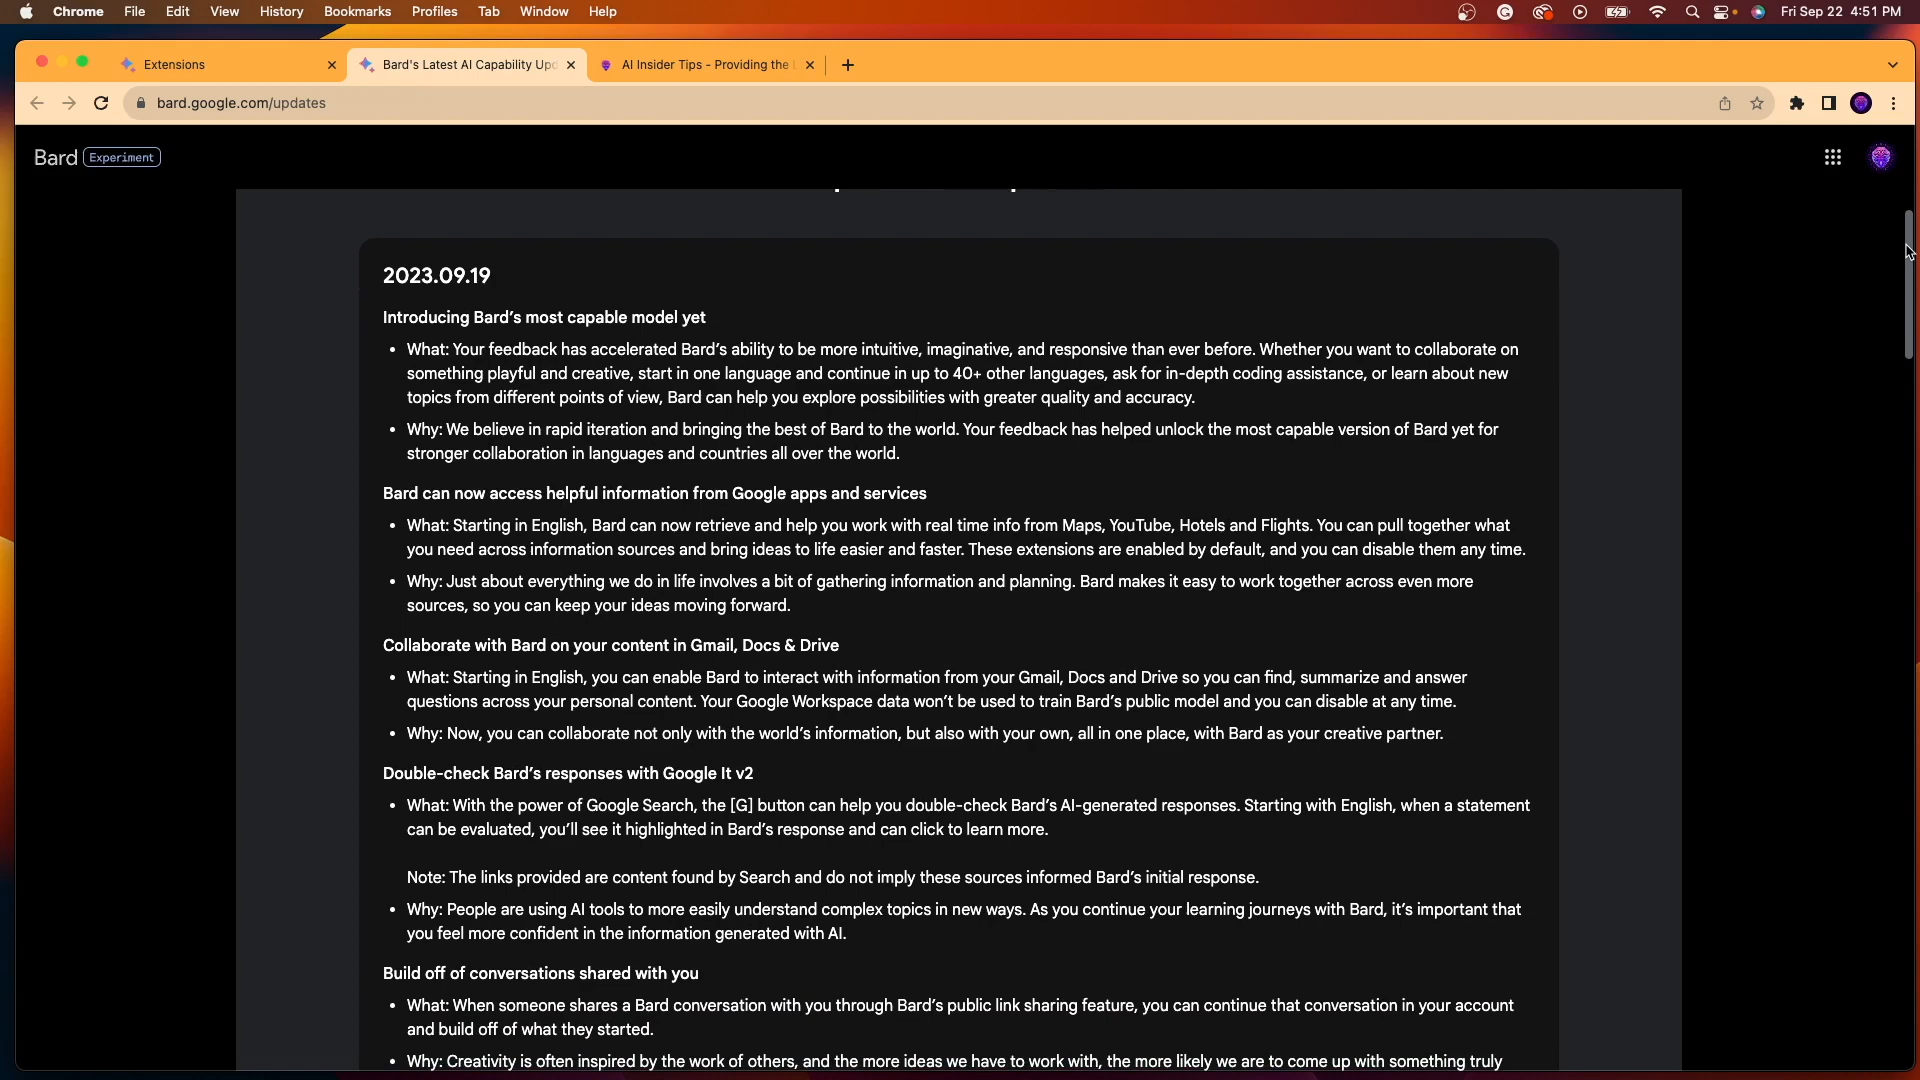 Chrome File Edit View History Bookmarks Profiles Tab Window Help Fri Sep 22 4:51 PM
Extensions
Bard's Latest AI Capability Upd
AI Insider Tips - Providing the
bard.google.com/updates
Bard Experiment
2023.09.19
Introducing Bard's most capable model yet
• What: Your feedback has accelerated Bard's ability to be more intuitive, imaginative, and responsive than ever before. Whether you want to collaborate on
something playful and creative, start in one language and continue in up to 40+ other languages, ask for in-depth coding assistance, or learn about new
topics from different points of view, Bard can help you explore possibilities with greater quality and accuracy.
• Why: We believe in rapid iteration and bringing the best of Bard to the world. Your feedback has helped unlock the most capable version of Bard yet for
stronger collaboration in languages and countries all over the world.
Bard can now access helpful information from Google apps and services
• What: Starting in English, Bard can now retrieve and help you work with real time info from Maps, YouTube, Hotels and Flights. You can pull together what
you need across information sources and bring ideas to life easier and faster. These extensions are enabled by default, and you can disable them any time.
• Why: Just about everything we do in life involves a bit of gathering information and planning. Bard makes it easy to work together across even more
sources, so you can keep your ideas moving forward.
Collaborate with Bard on your content in Gmail, Docs & Drive
• What: Starting in English, you can enable Bard to interact with information from your Gmail, Docs and Drive so you can find, summarize and answer
questions across your personal content. Your Google Workspace data won't be used to train Bard's public model and you can disable at any time.
• Why: Now, you can collaborate not only with the world's information, but also with your own, all in one place, with Bard as your creative partner.
Double-check Bard's responses with Google It v2
• What: With the power of Google Search, the [G] button can help you double-check Bard's AI-generated responses. Starting with English, when a statement
can be evaluated, you'll see it highlighted in Bard's response and can click to learn more.
Note: The links provided are content found by Search and do not imply these sources informed Bard's initial response.
• Why: People are using AI tools to more easily understand complex topics in new ways. As you continue your learning journeys with Bard, it's important that
you feel more confident in the information generated with AI.
Build off of conversations shared with you
• What: When someone shares a Bard conversation with you through Bard's public link sharing feature, you can continue that conversation in your account
and build off of what they started.
• Why: Creativity is often inspired by the work of others, and the more ideas we have to work with, the more likely we are to come up with something truly